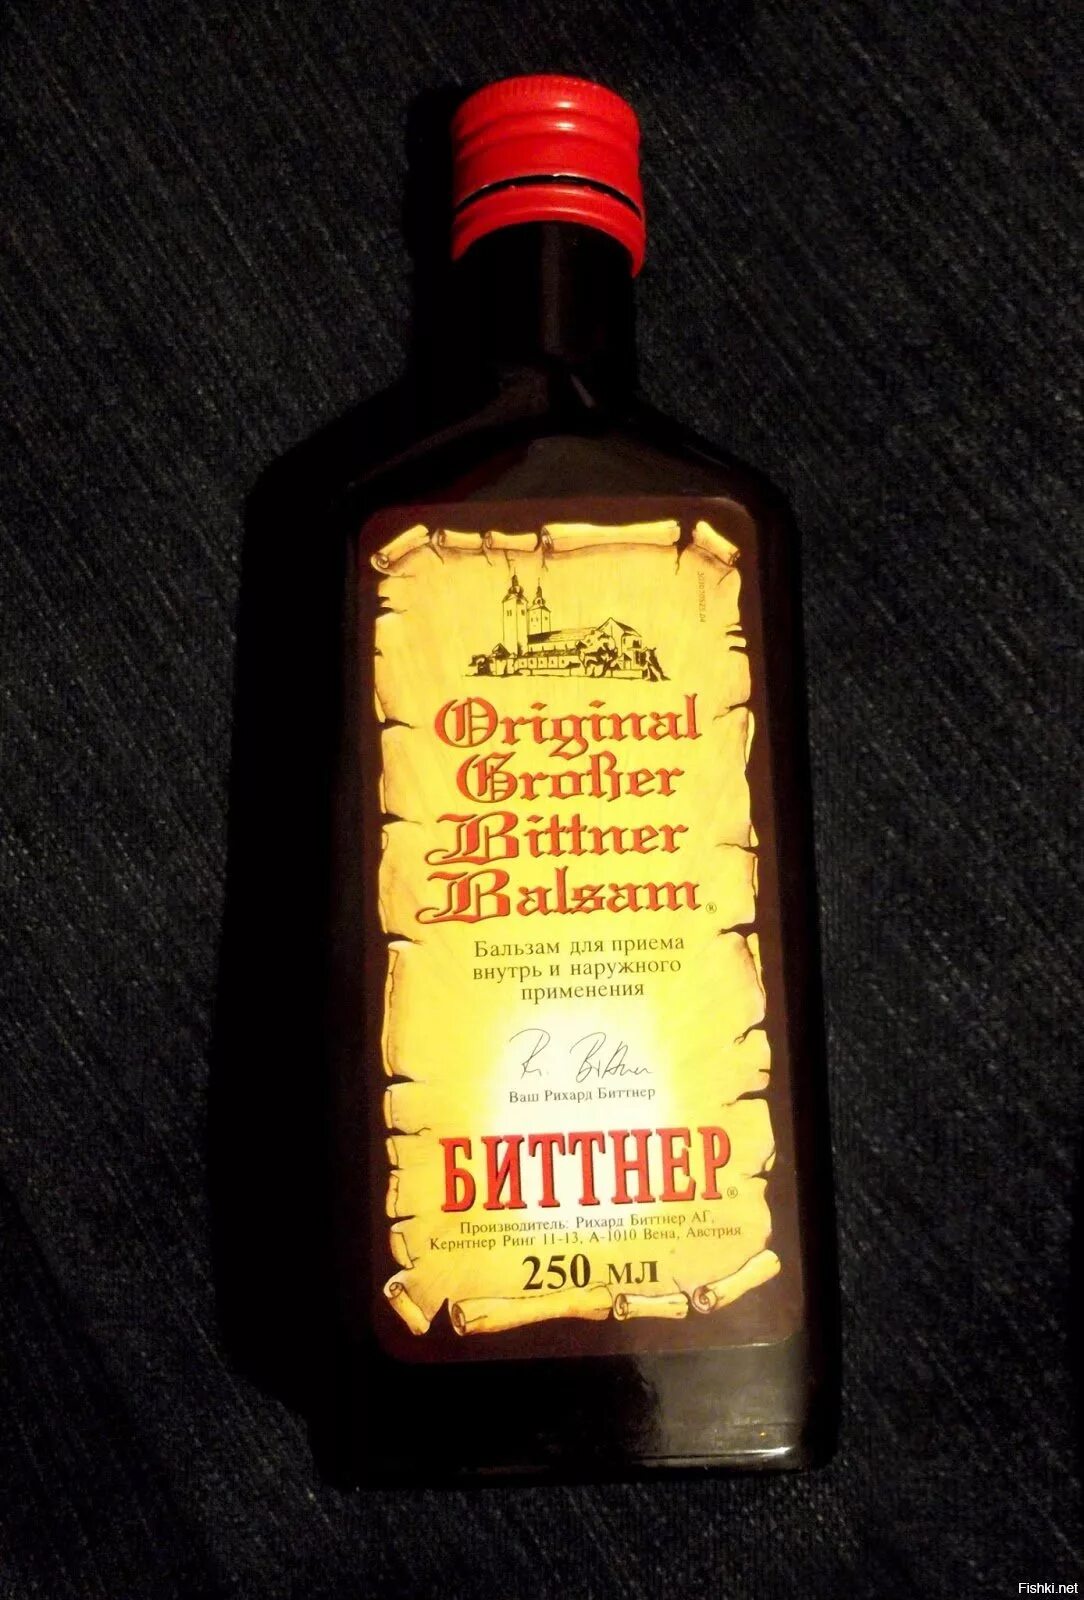 Original
Großer
Bittner
Balsam®
Бальзам для приема
внутрь и наружного
применения
R. Bittner
Ваш Рихард Биттнер
БИТТНЕР®
Производитель: Рихард Биттнер АГ,
Кернтнер Ринг 11-13, А-1010 Вена, Австрия
250 мл
Fishki.net